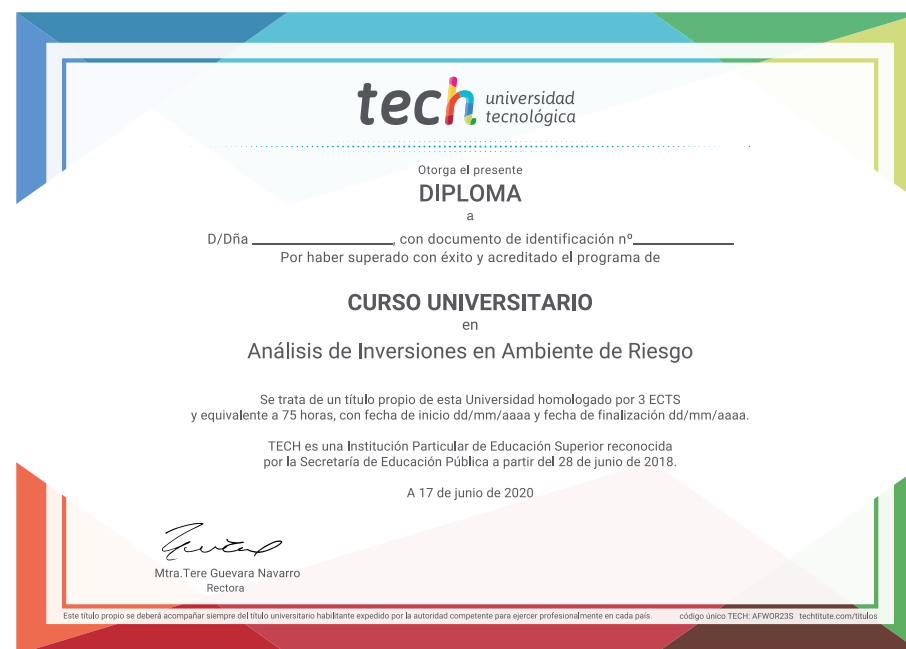 tech universidad
tecnológica
Otorga el presente
DIPLOMA
a
D/Dña ____________________, con documento de identificación nº______________
Por haber superado con éxito y acreditado el programa de
CURSO UNIVERSITARIO
en
Análisis de Inversiones en Ambiente de Riesgo
Se trata de un título propio de esta Universidad homologado por 3 ECTS
y equivalente a 75 horas, con fecha de inicio dd/mm/aaaa y fecha de finalización dd/mm/aaaa.
TECH es una Institución Particular de Educación Superior reconocida
por la Secretaría de Educación Pública a partir del 28 de junio de 2018.
A 17 de junio de 2020
Mtra.Tere Guevara Navarro
Rectora
Este título propio se deberá acompañar siempre del título universitario habilitante expedido por la autoridad competente para ejercer profesionalmente en cada país. código único TECH: AFWOR23S techtitute.com/titulos